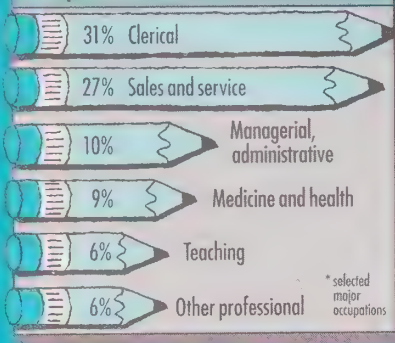 31% Clerical
27% Sales and service
10% Managerial,
administrative
9% Medicine and health
6% Teaching
6% Other professional
* selected
major
occupations